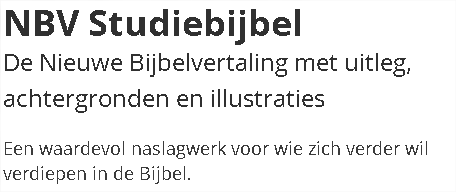 NBV Studiebijbel
De Nieuwe Bijbelvertaling met uitleg,
achtergronden en illustraties
Een waardevol naslagwerk voor wie zich verder wil
verdiepen in de Bijbel.